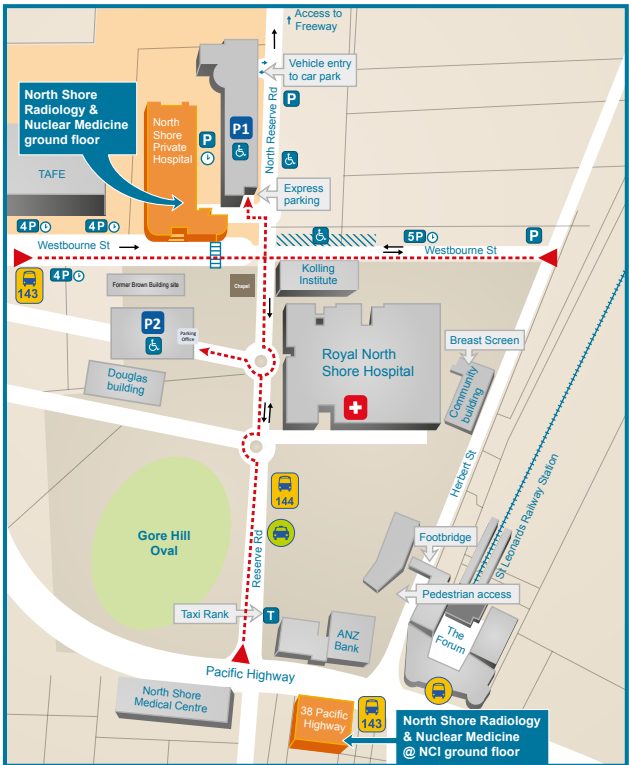 Access to
Freeway
Vehicle entry
to car park
North Reserve Rd
P
North Shore
Radiology &
Nuclear Medicine
ground floor
North
Shore
Private
Hospital
P
P1
TAFE
Express
parking
4P
4P
5P
P
Westbourne St
Westbourne St
143
4P
Former Brown Building site
Chapel
Kolling
Institute
P2
Parking
Office
Royal North
Shore Hospital
Breast Screen
Community
building
Douglas
building
144
Herbert St
St Leonards Railway Station
Gore Hill
Oval
Reserve Rd
Footbridge
Pedestrian access
Taxi Rank
T
ANZ
Bank
The
Forum
Pacific Highway
North Shore
Medical Centre
38 Pacific
Highway
143
North Shore Radiology
& Nuclear Medicine
@ NCI ground floor